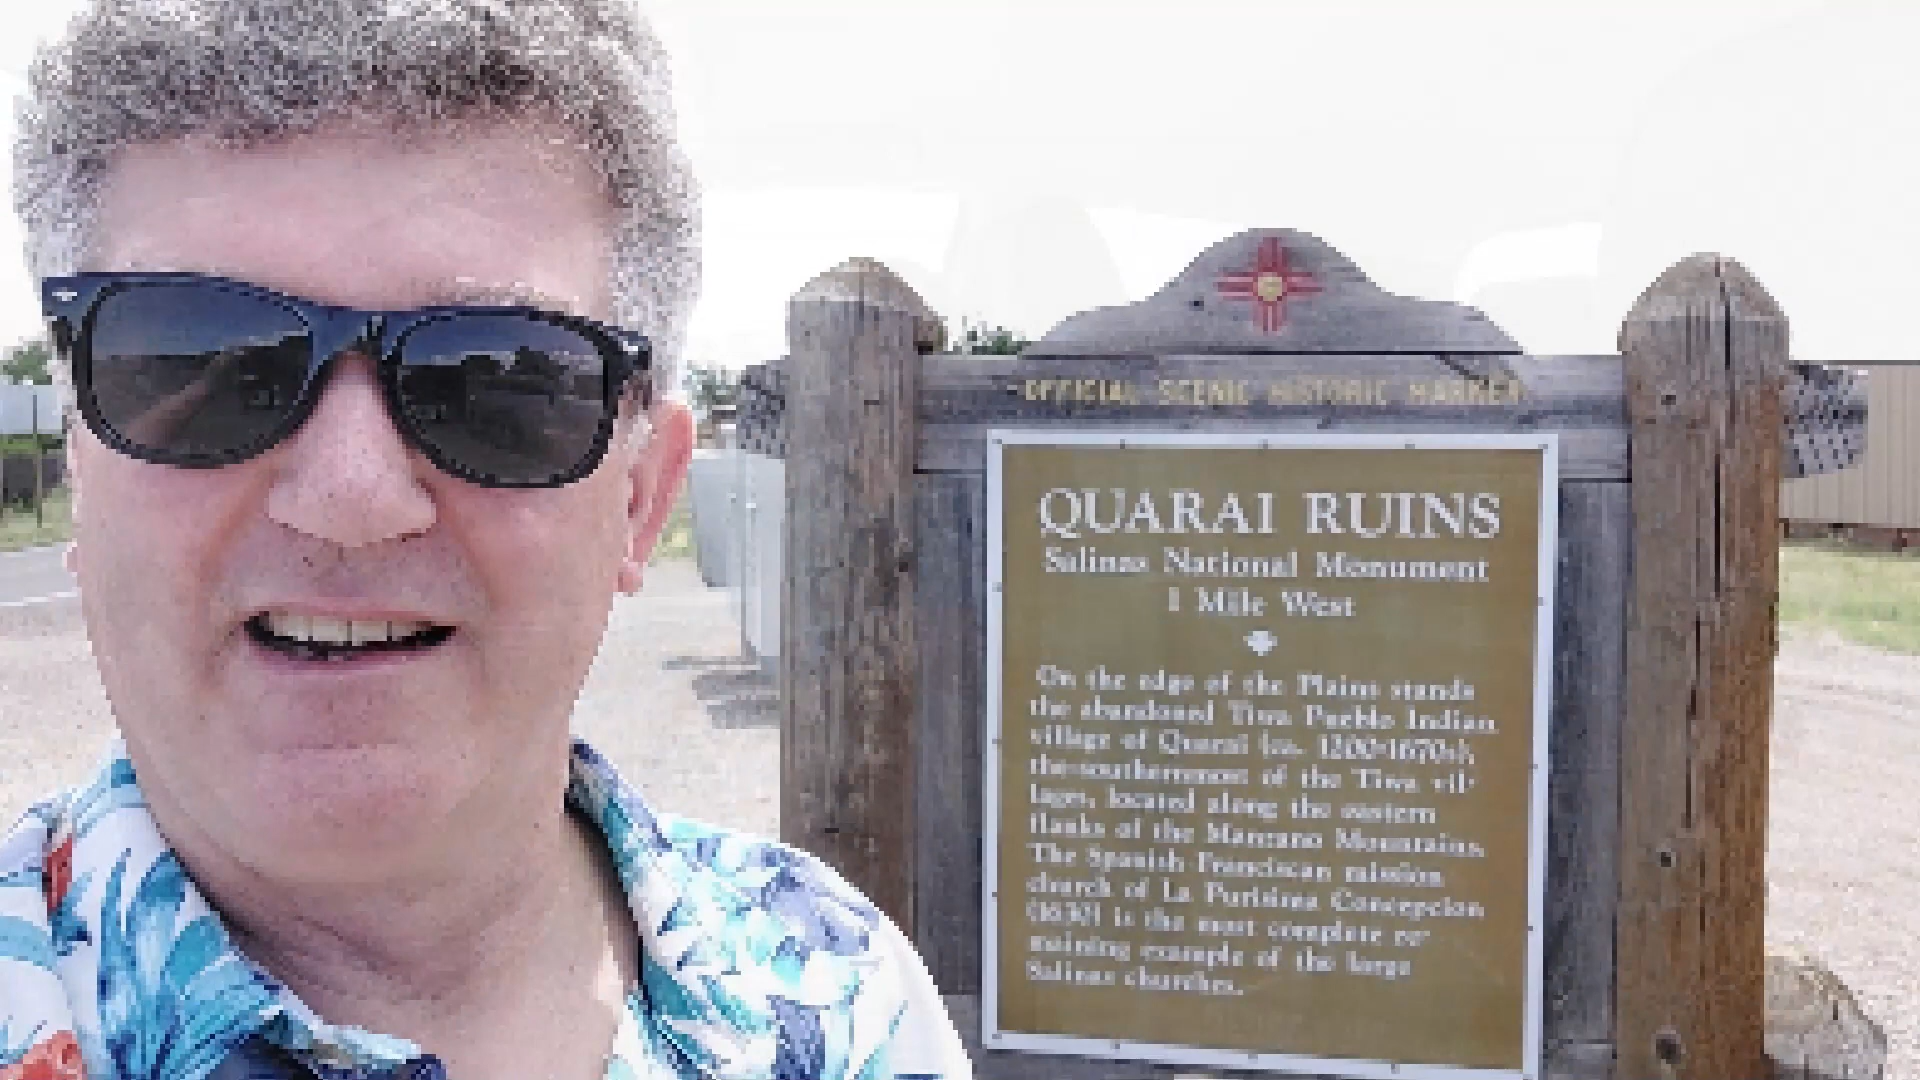 OFFICIAL SCENIC HISTORIC MARKER
QUARAI RUINS
Salinas National Monument
1 Mile West
On the edge of the Plains stands
the abandoned Tiwa Pueblo Indian
village of Quarai (ca. 1200-1670s),
the southernmost of the Tiwa vil-
lages, located along the eastern
flanks of the Manzano Mountains.
The Spanish Franciscan mission
church of La Purisima Concepcion
(1630) is the most complete re-
maining example of the large
Salinas churches.